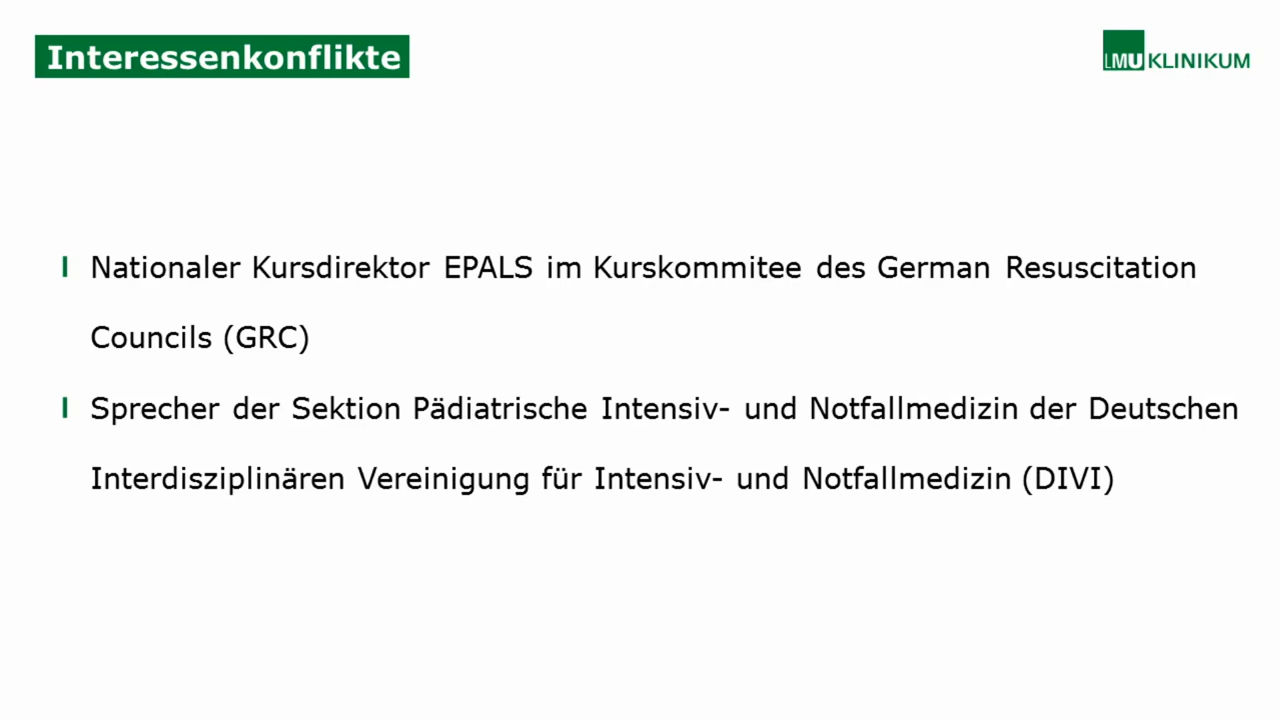 Interessenkonflikte
LMU KLINIKUM
Nationaler Kursdirektor EPALS im Kurskommitee des German Resuscitation
Councils (GRC)
Sprecher der Sektion Pädiatrische Intensiv- und Notfallmedizin der Deutschen
Interdisziplinären Vereinigung für Intensiv- und Notfallmedizin (DIVI)